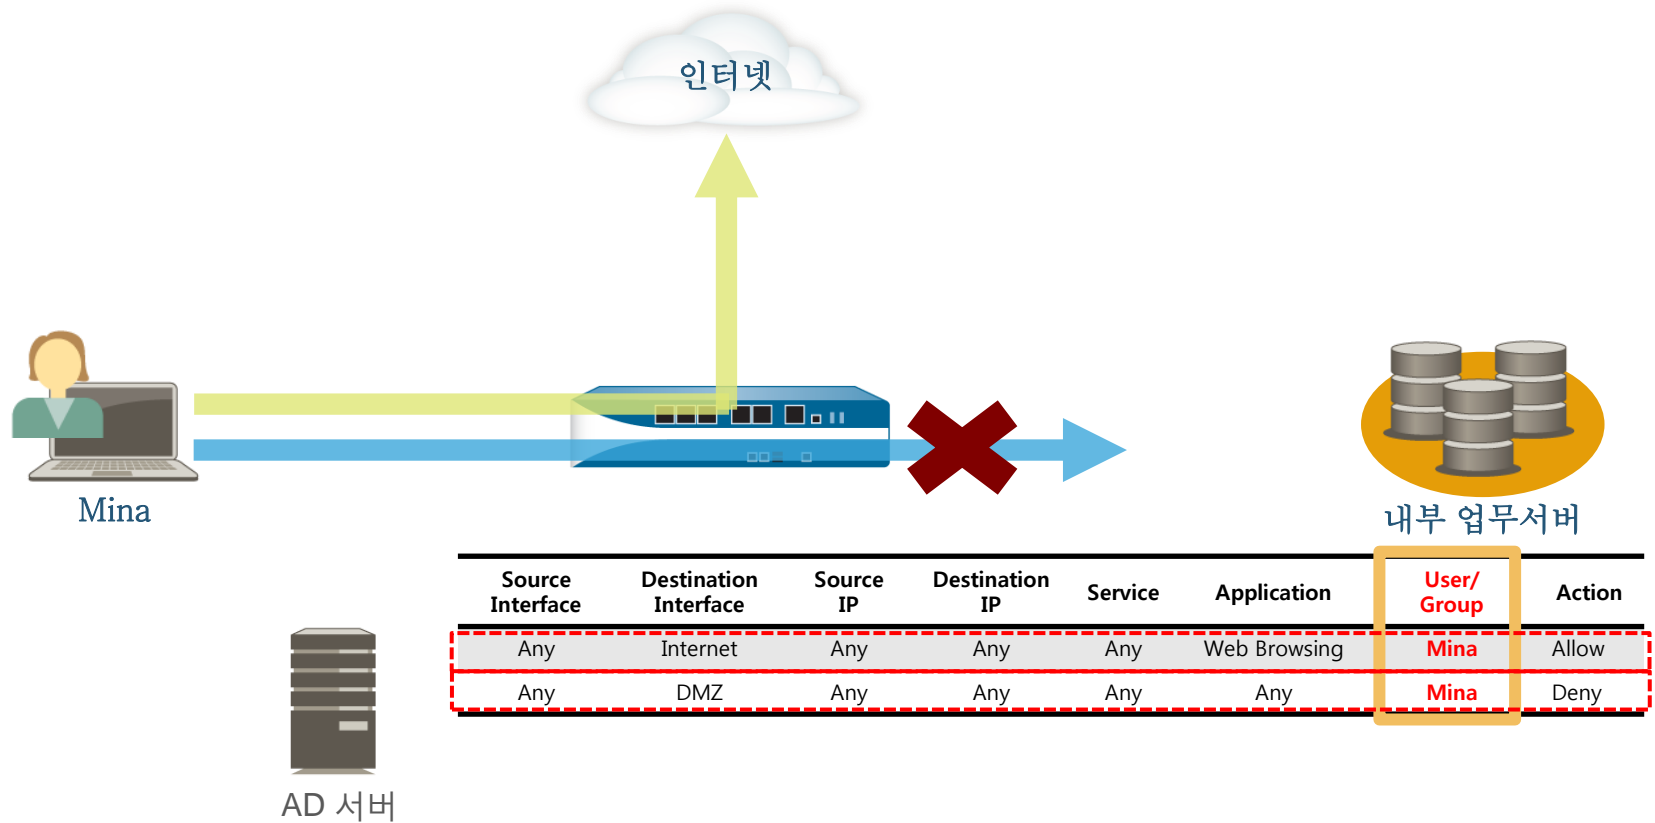 인터넷
Mina
내부 업무서버
Source Interface Destination Interface Source IP Destination IP Service Application User/ Group Action
Any Internet Any Any Any Web Browsing Mina Allow
Any DMZ Any Any Any Any Mina Deny
AD 서버